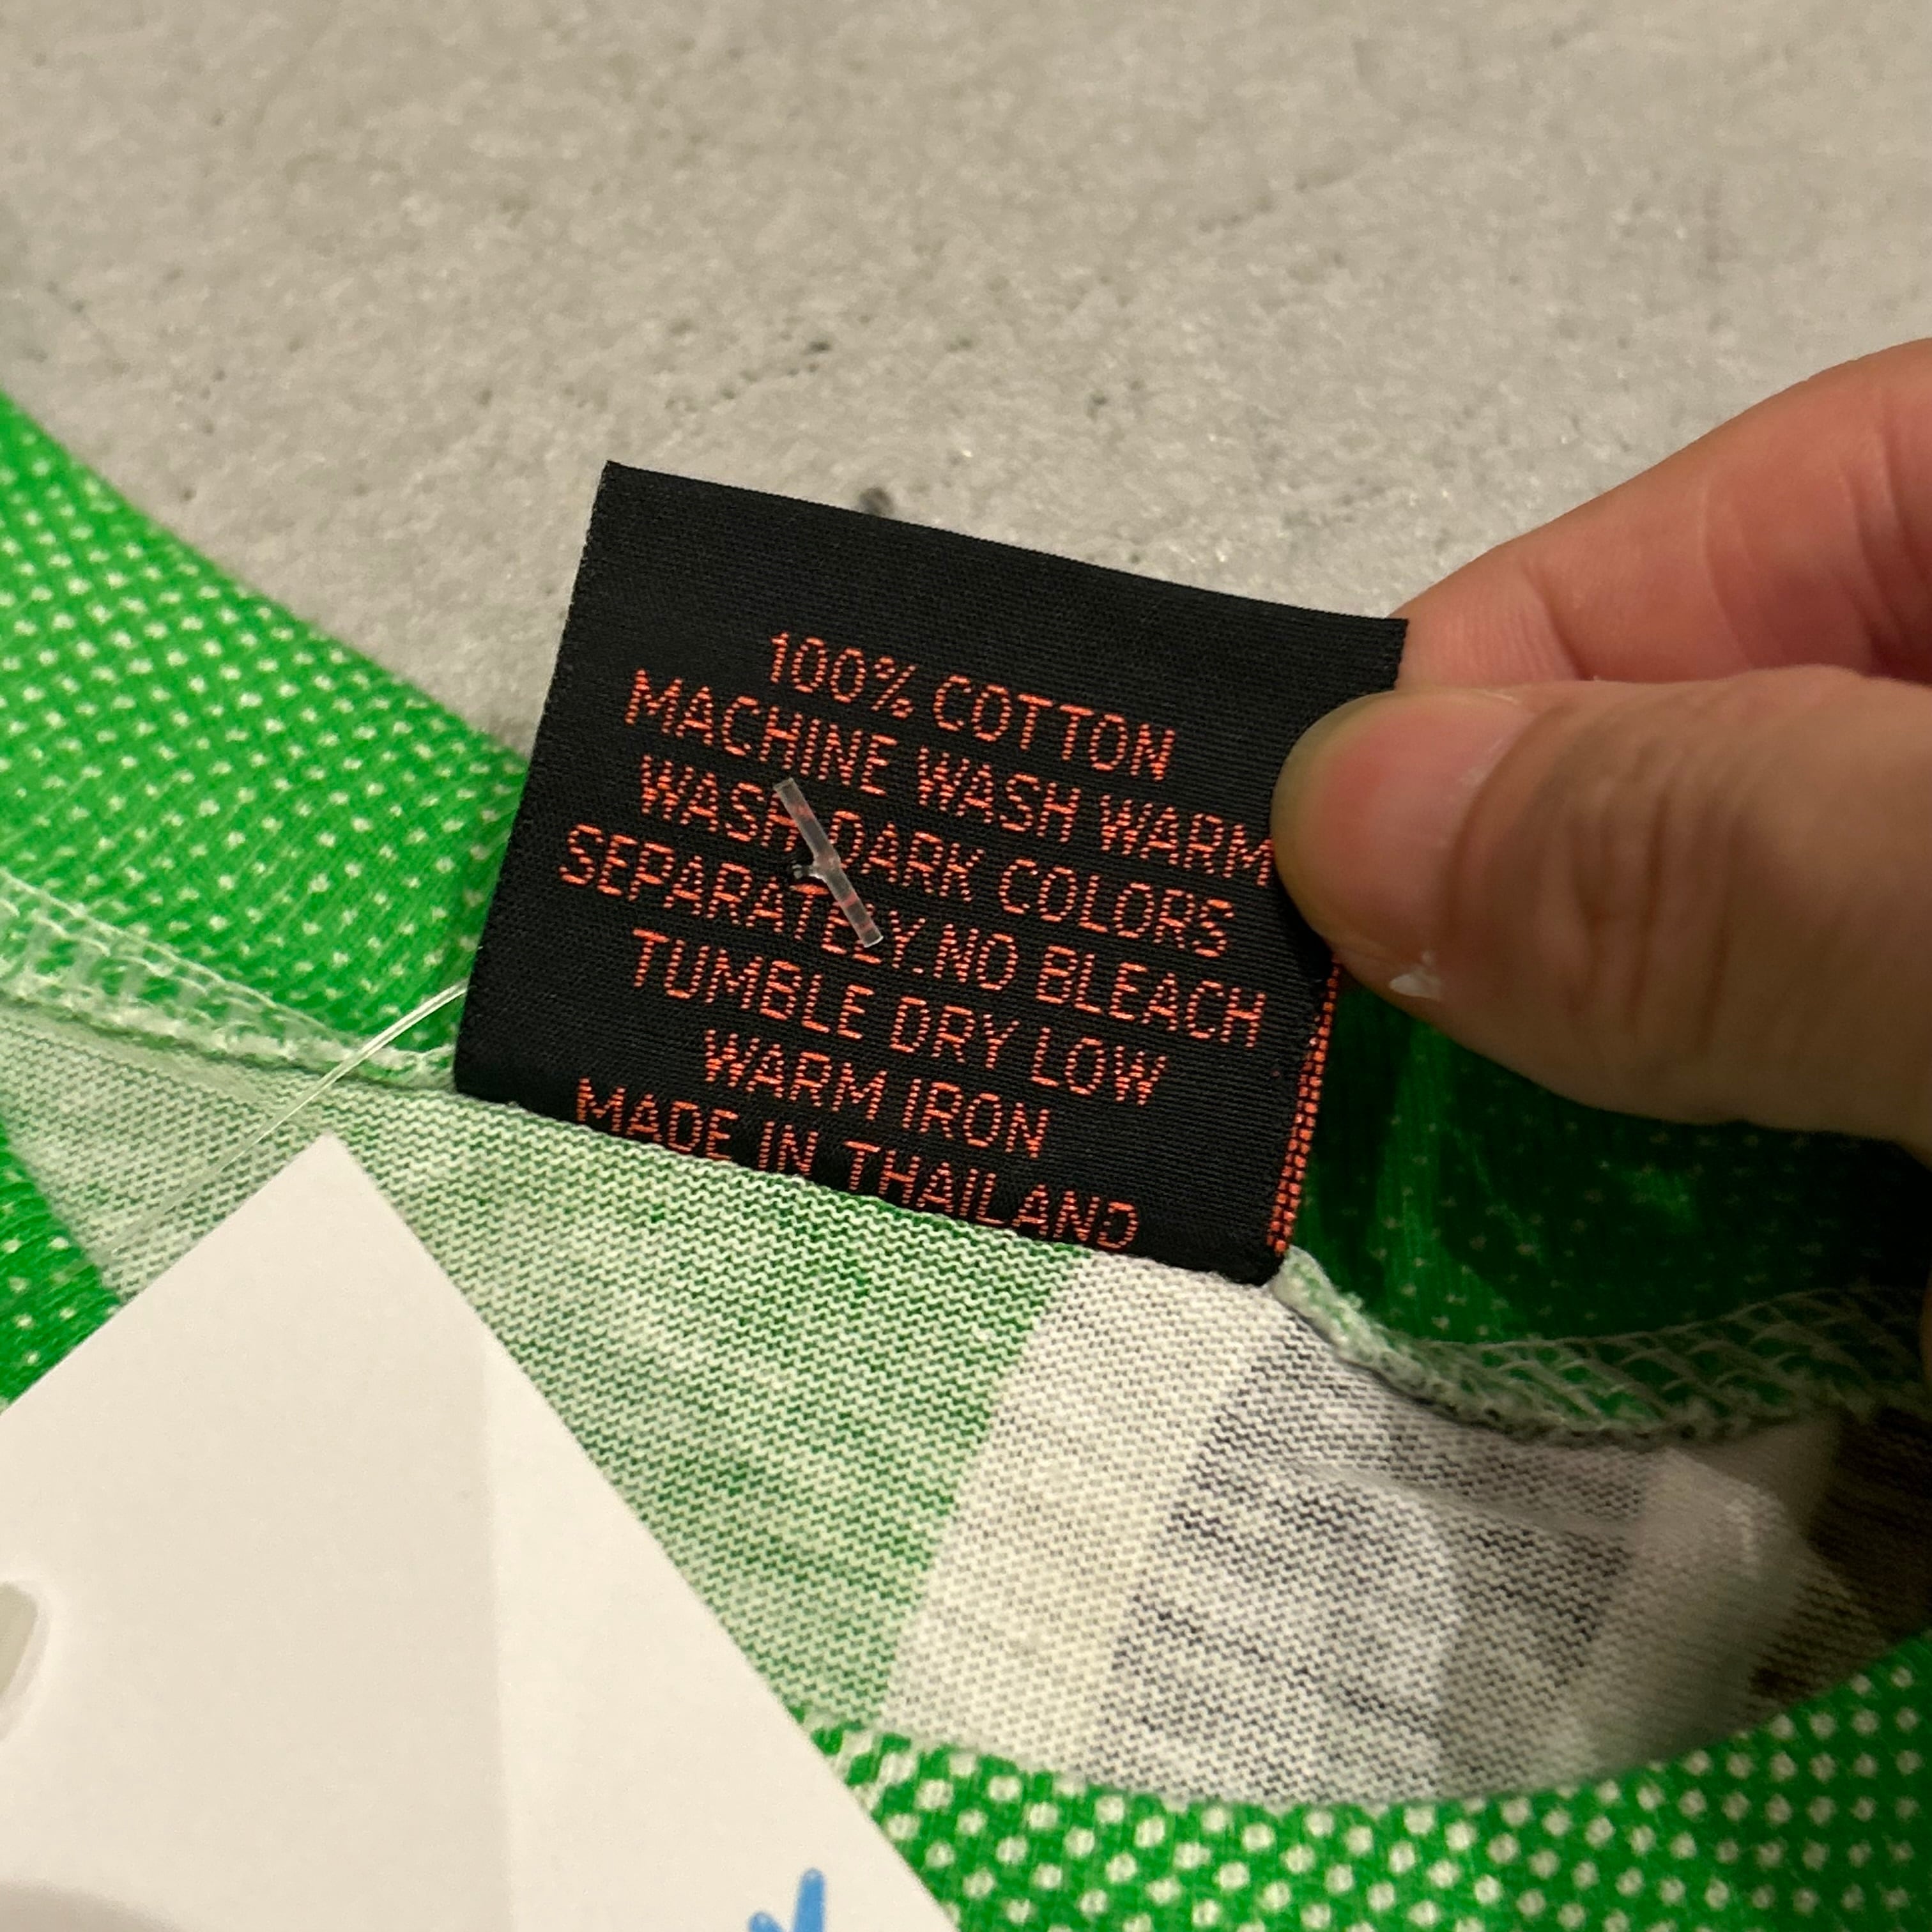 100% COTTON
MACHINE WASH WARM
WASH DARK COLORS
SEPARATELY.NO BLEACH
TUMBLE DRY LOW
WARM IRON
MADE IN THAILAND